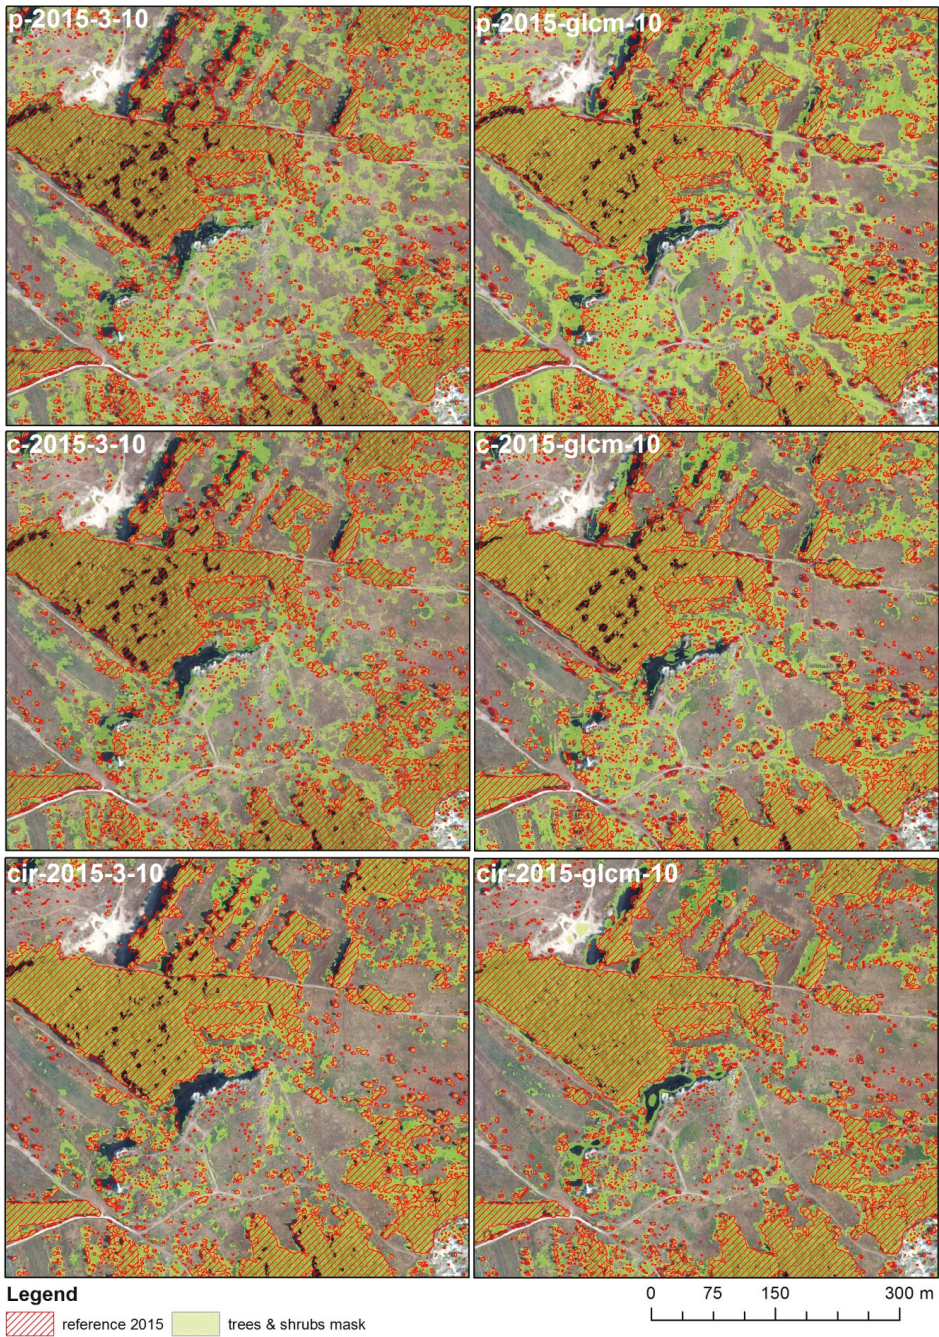 p-2015-3-10
p-2015-glcm-10
c-2015-3-10
c-2015-glcm-10
cir-2015-3-10
cir-2015-glcm-10
Legend
reference 2015
trees & shrubs mask
0 75 150 300 m